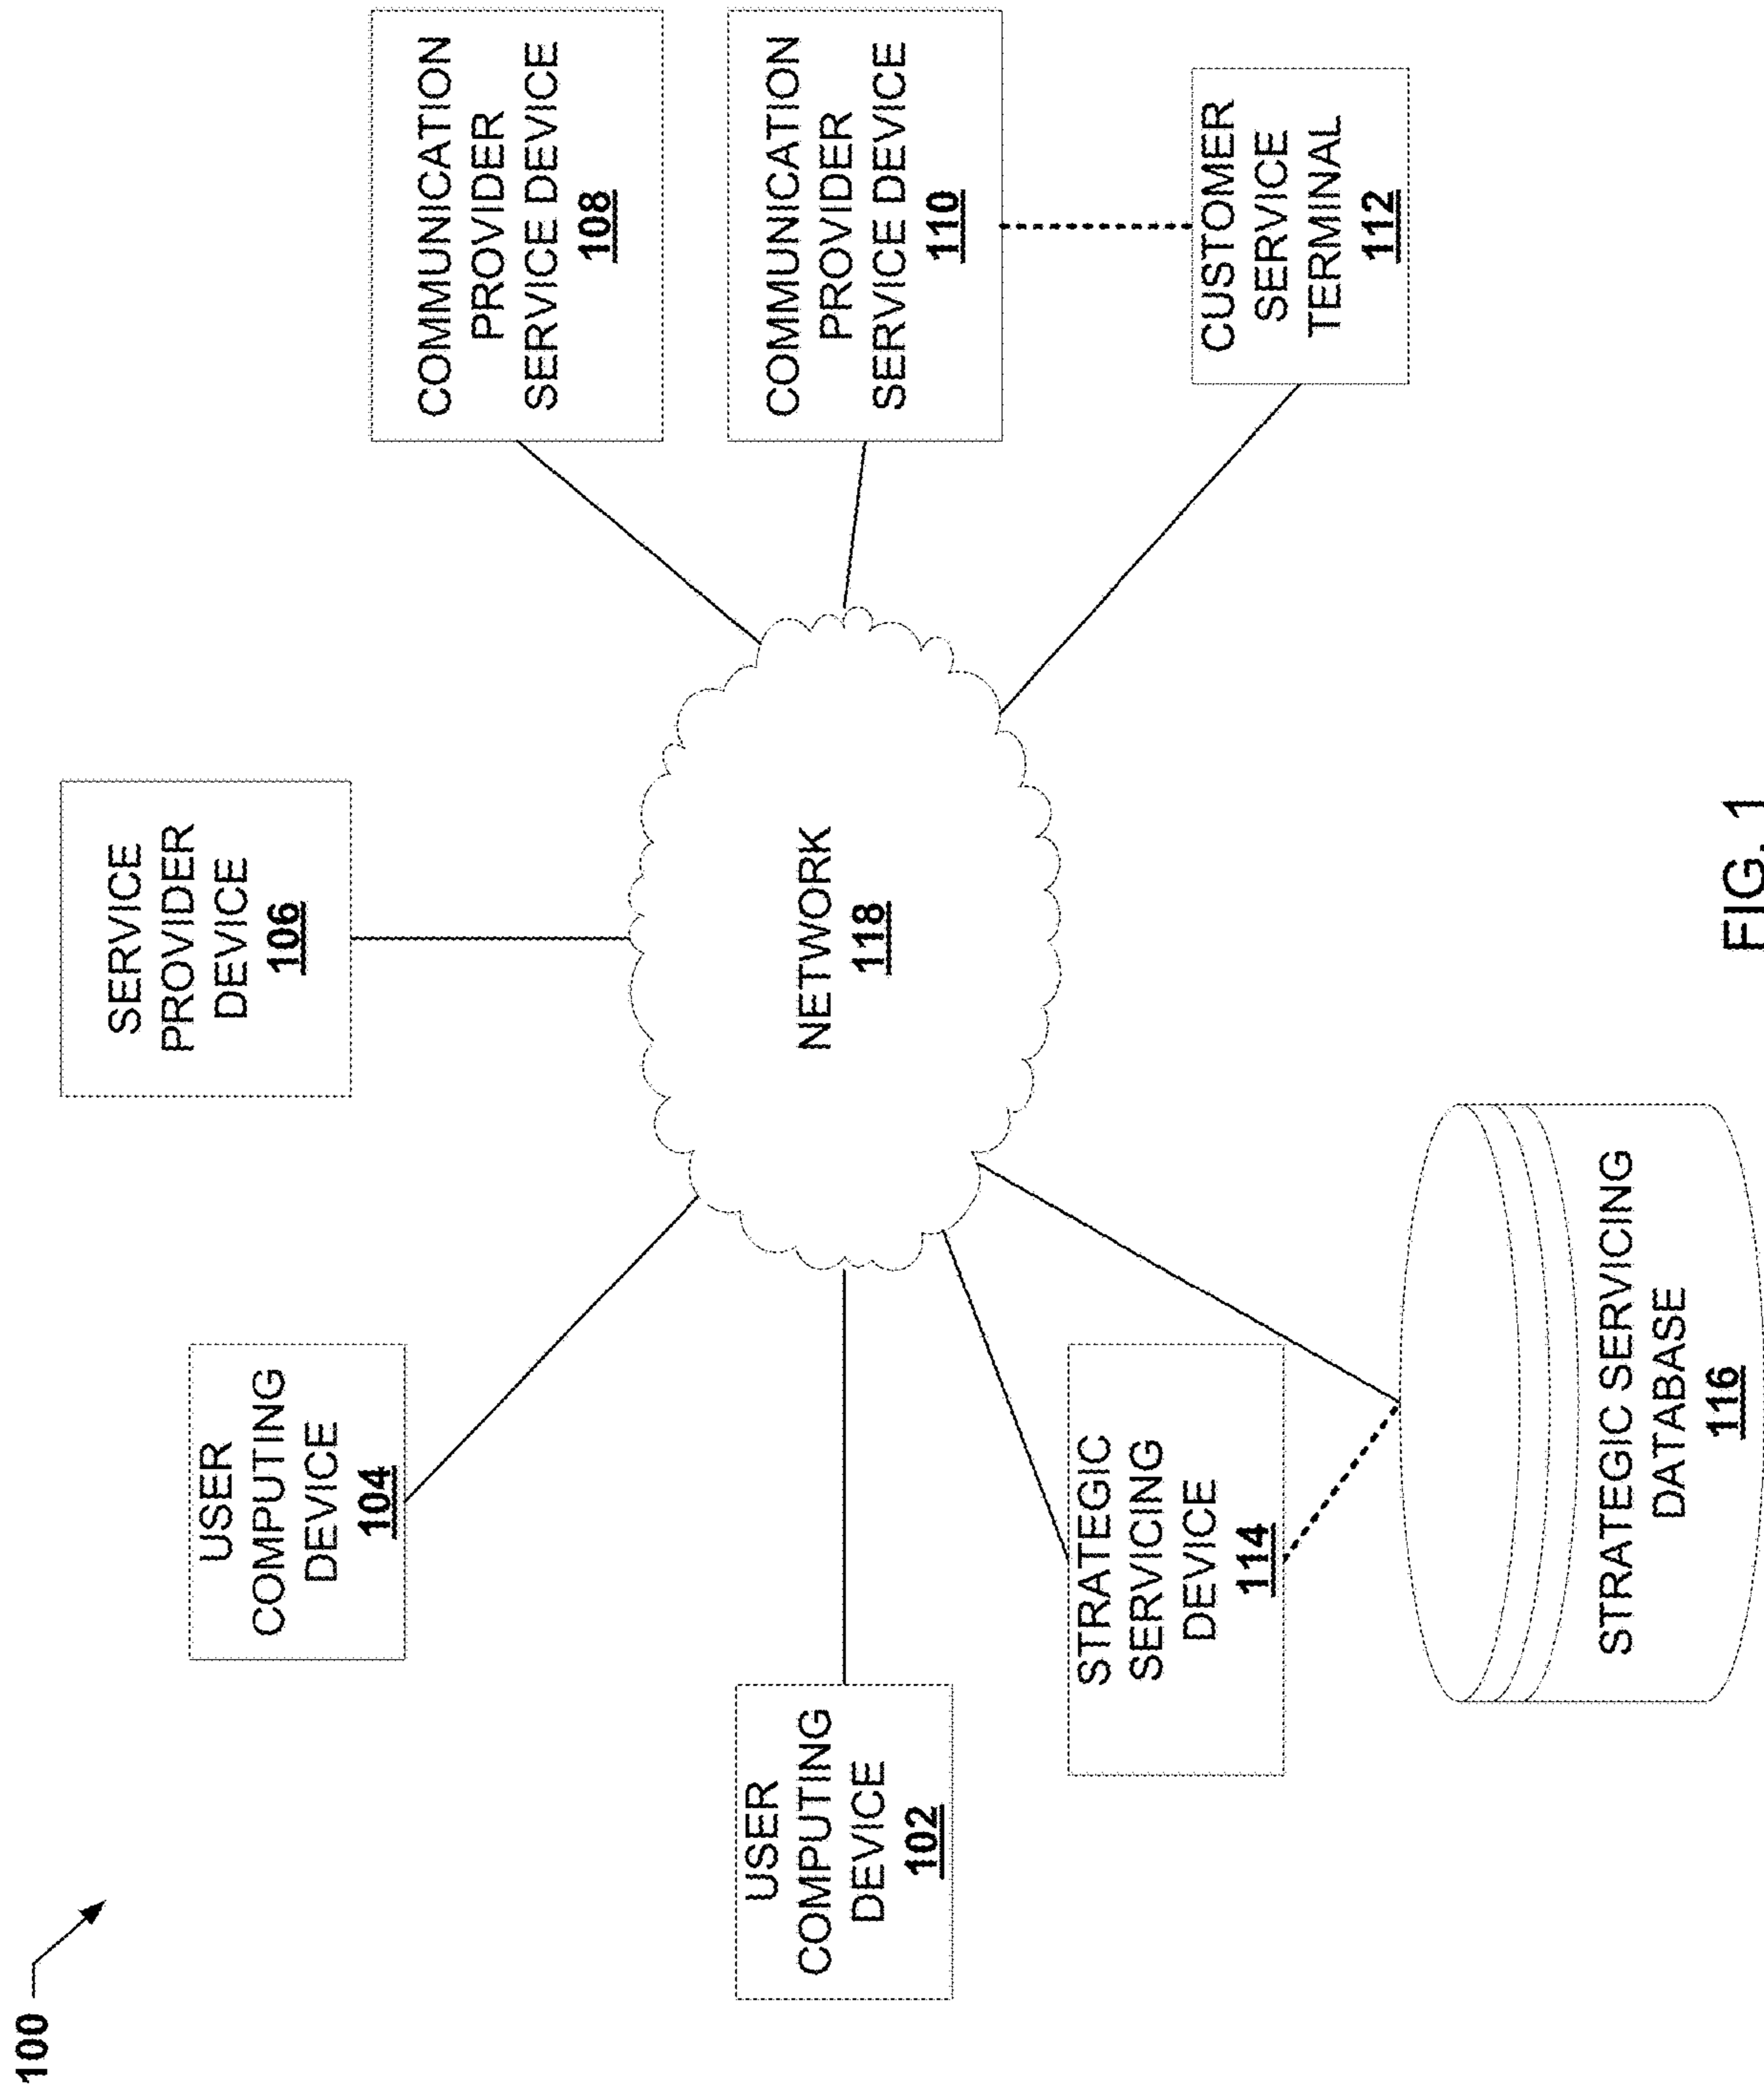 100
USER
COMPUTING
DEVICE
104
SERVICE
PROVIDER
DEVICE
106
COMMUNICATION
PROVIDER
SERVICE DEVICE
108
USER
COMPUTING
DEVICE
102
NETWORK
118
COMMUNICATION
PROVIDER
SERVICE DEVICE
110
STRATEGIC
SERVICING
DEVICE
114
CUSTOMER
SERVICE
TERMINAL
112
STRATEGIC SERVICING
DATABASE
116
FIG. 1